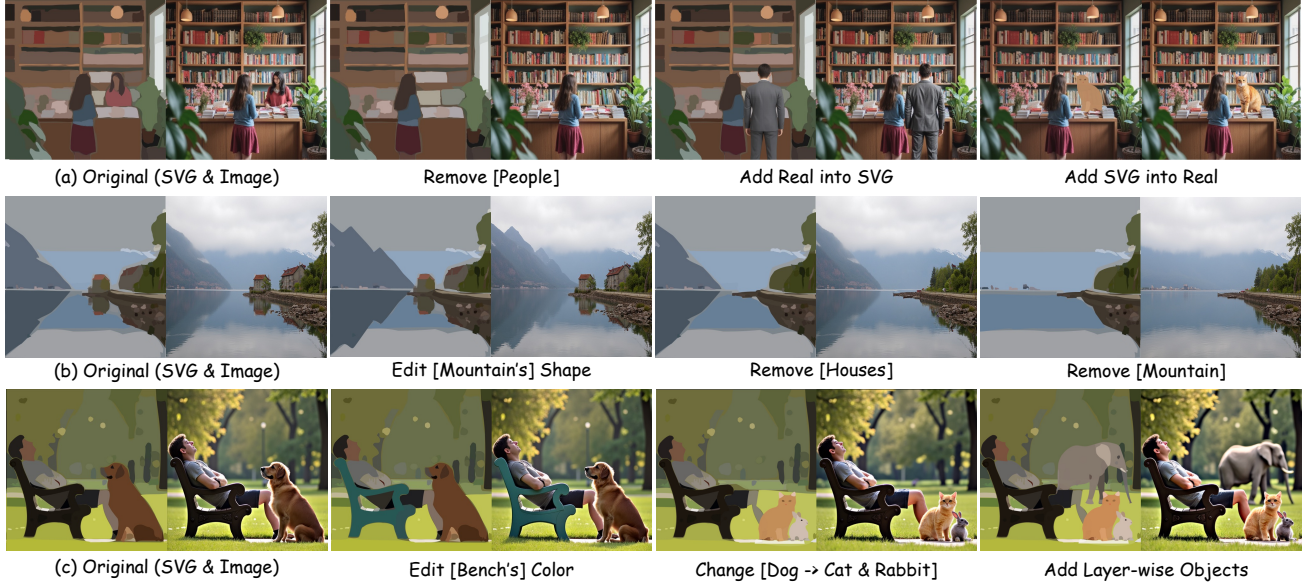 (a) Original (SVG & Image)
Remove [People]
Add Real into SVG
Add SVG into Real
(b) Original (SVG & Image)
Edit [Mountain's] Shape
Remove [Houses]
Remove [Mountain]
(c) Original (SVG & Image)
Edit [Bench's] Color
Change [Dog -> Cat & Rabbit]
Add Layer-wise Objects